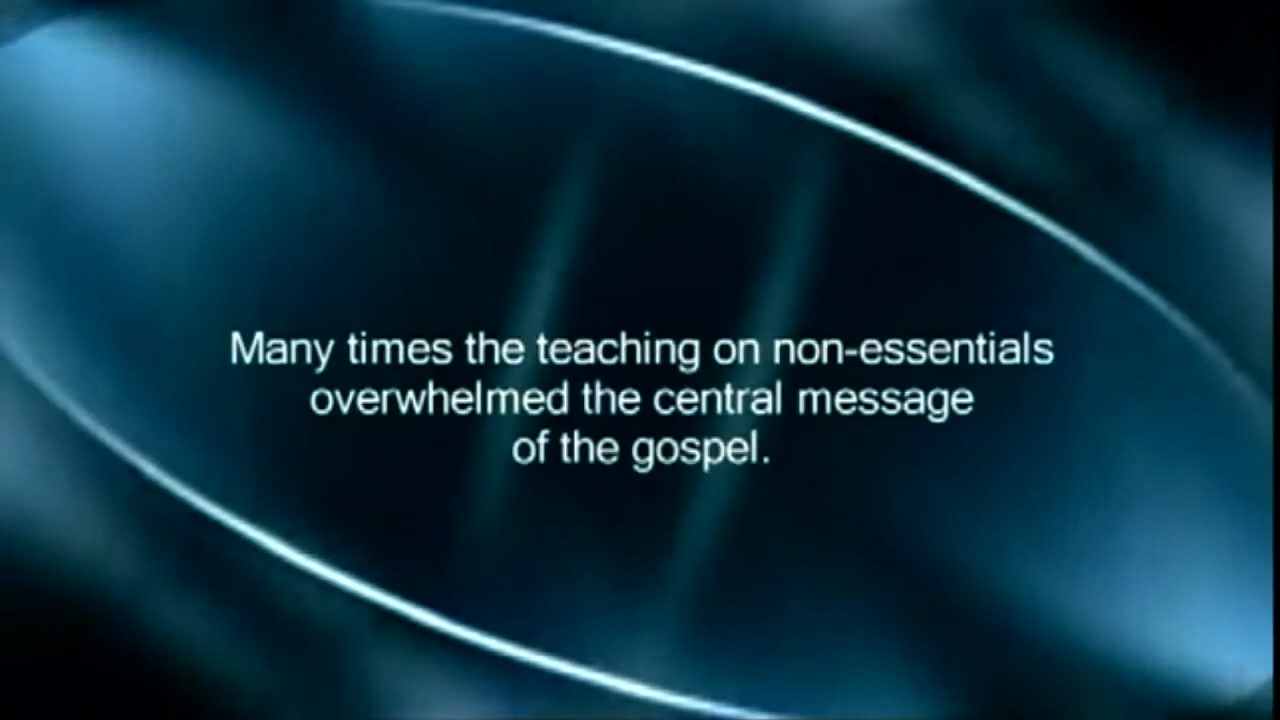 Many times the teaching on non-essentials
overwhelmed the central message
of the gospel.